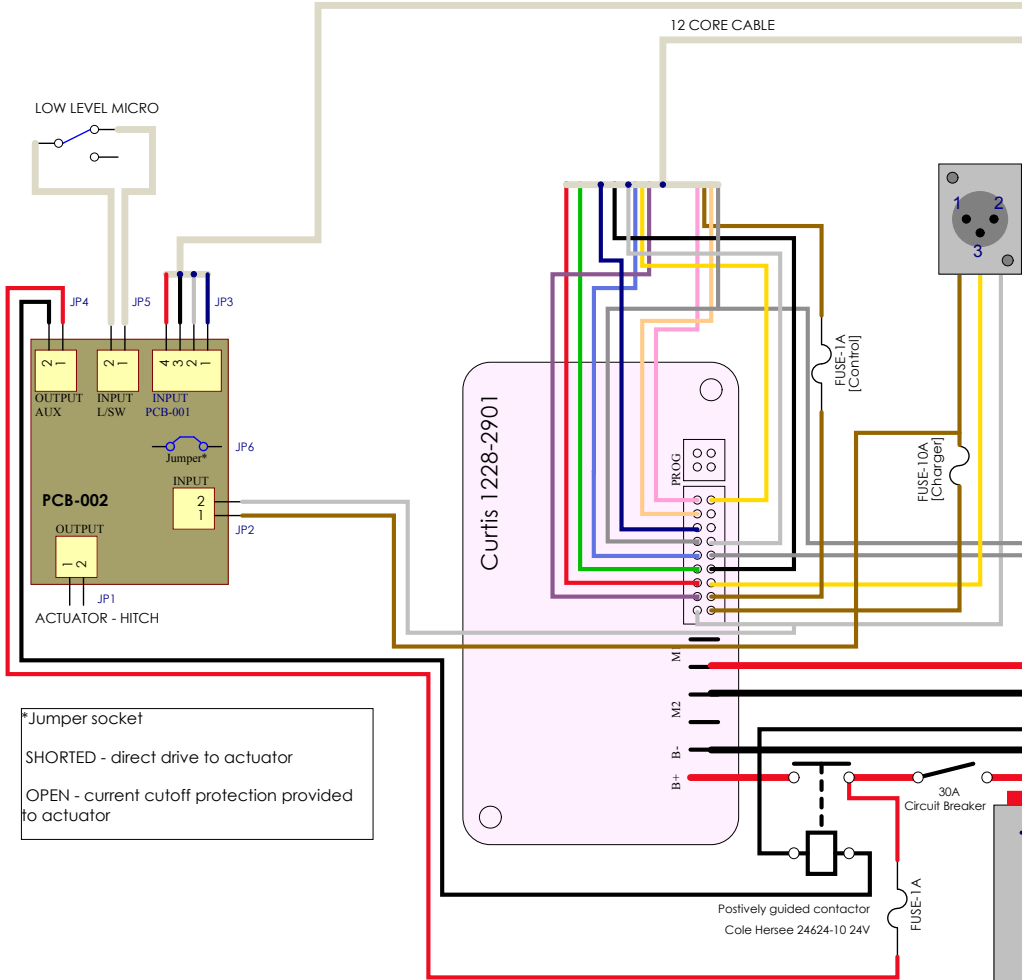 12 CORE CABLE
LOW LEVEL MICRO
1 2
3
JP4
JP5
JP3
2 1
2 1
4 3 2 1
OUTPUT
AUX
INPUT
L/SW
INPUT
PCB-001
FUSE-1A
[Control]
Jumper*
JP6
Curtis 1228-2901
PROG
FUSE-10A
[Charger]
INPUT
PCB-002
2
1
JP2
OUTPUT
1 2
JP1
ACTUATOR - HITCH
M1
M2
B-
B+
*Jumper socket
SHORTED - direct drive to actuator
OPEN - current cutoff protection provided
to actuator
30A
Circuit Breaker
FUSE-1A
Postively guided contactor
Cole Hersee 24624-10 24V